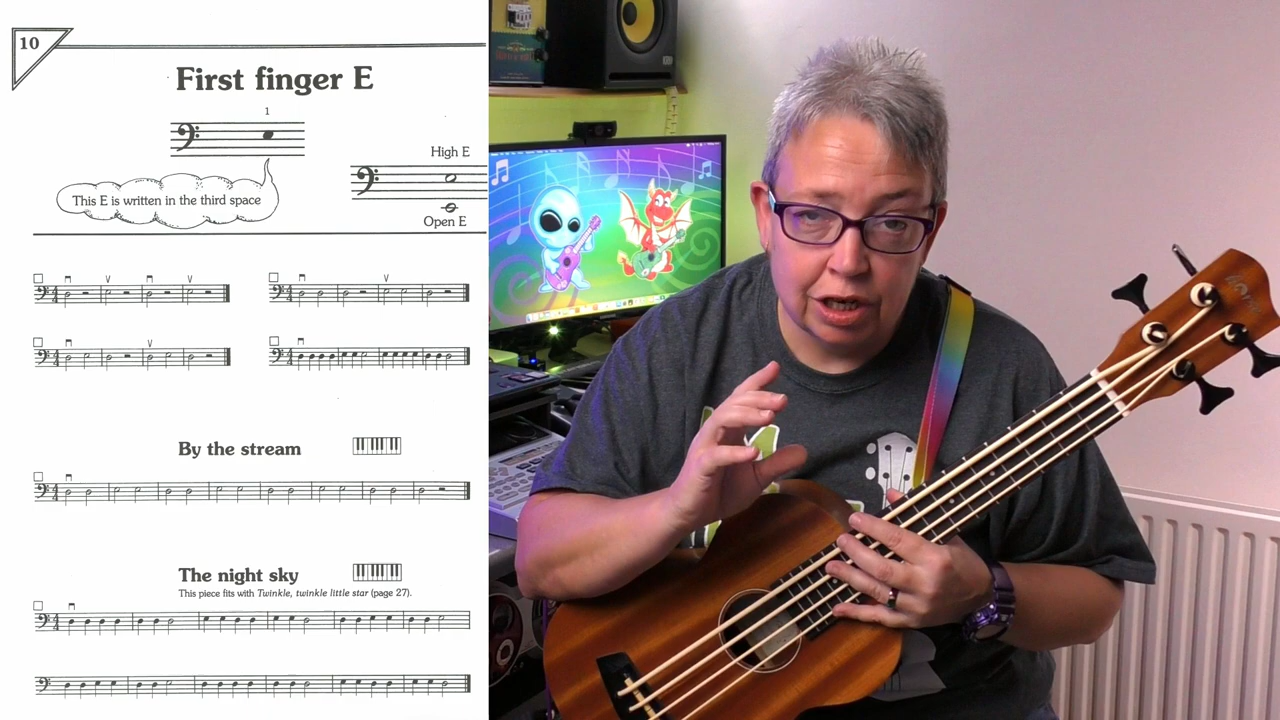 10
First finger E
1
High E
This E is written in the third space
Open E
By the stream
The night sky
This piece fits with Twinkle, twinkle little star (page 27).